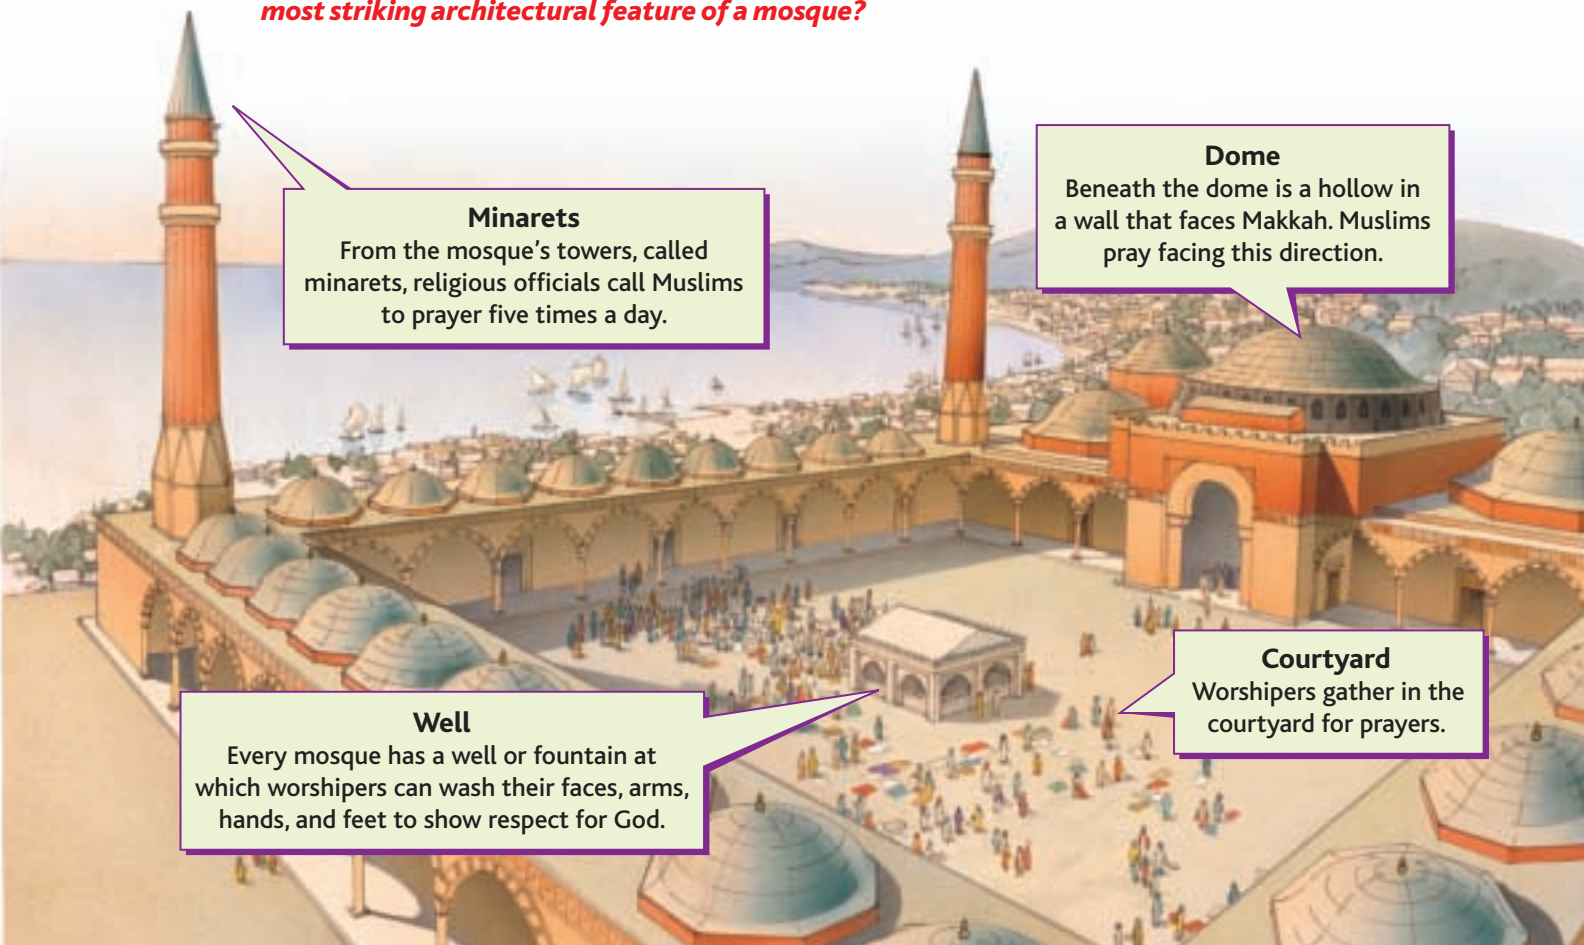 most striking architectural feature of a mosque?
Minarets
From the mosque’s towers, called
minarets, religious officials call Muslims
to prayer five times a day.
Dome
Beneath the dome is a hollow in
a wall that faces Makkah. Muslims
pray facing this direction.
Well
Every mosque has a well or fountain at
which worshipers can wash their faces, arms,
hands, and feet to show respect for God.
Courtyard
Worshipers gather in the
courtyard for prayers.